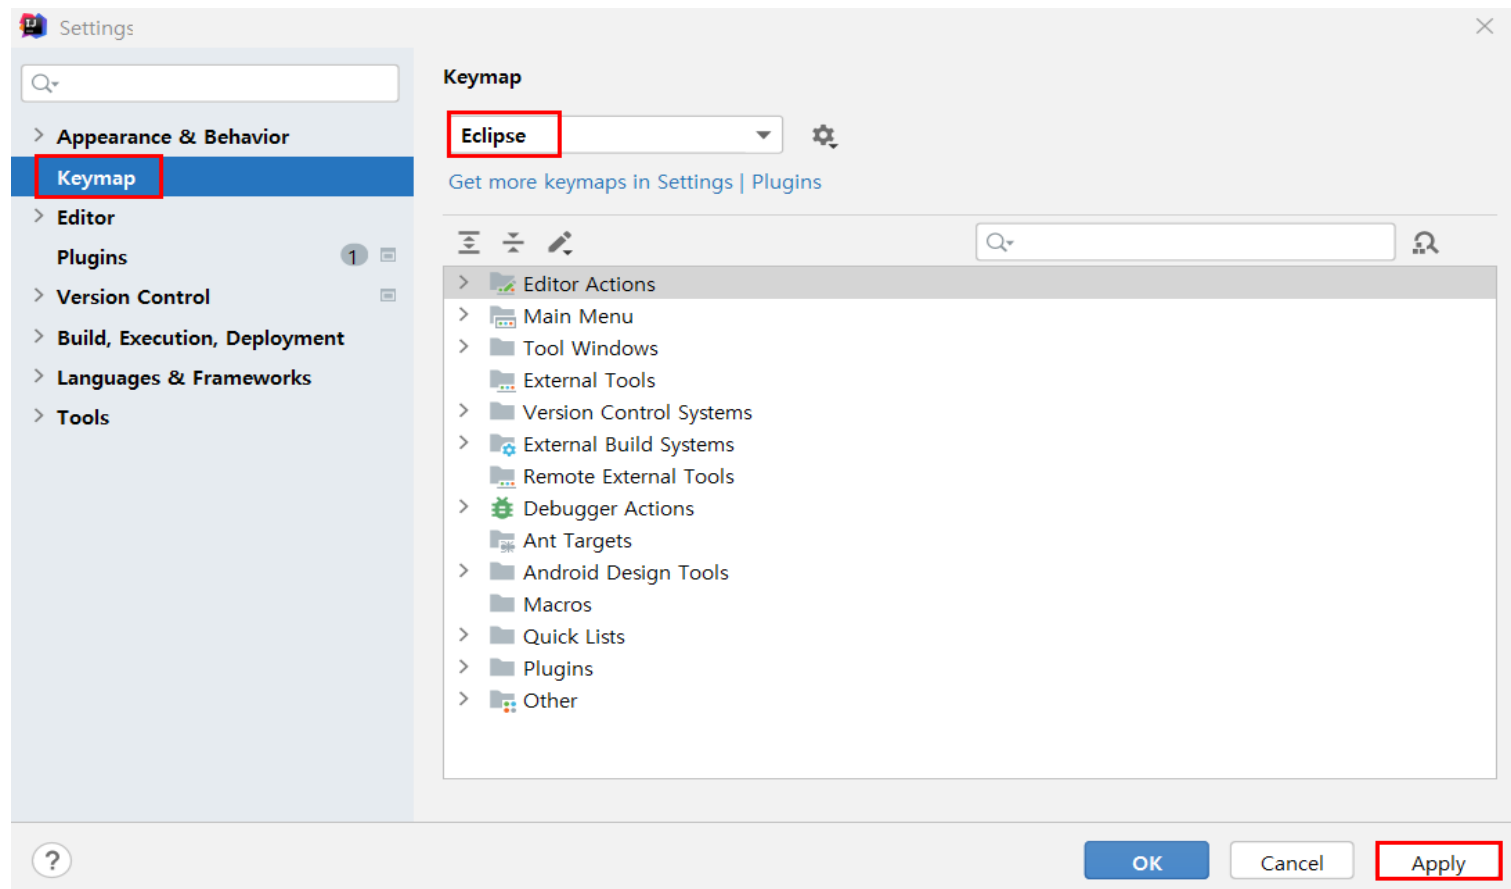 Settings
Appearance & Behavior
Keymap
Editor
Plugins 1
Version Control
Build, Execution, Deployment
Languages & Frameworks
Tools
Keymap
Eclipse
Get more keymaps in Settings | Plugins
Editor Actions
Main Menu
Tool Windows
External Tools
Version Control Systems
External Build Systems
Remote External Tools
Debugger Actions
Ant Targets
Android Design Tools
Macros
Quick Lists
Plugins
Other
?
OK Cancel Apply